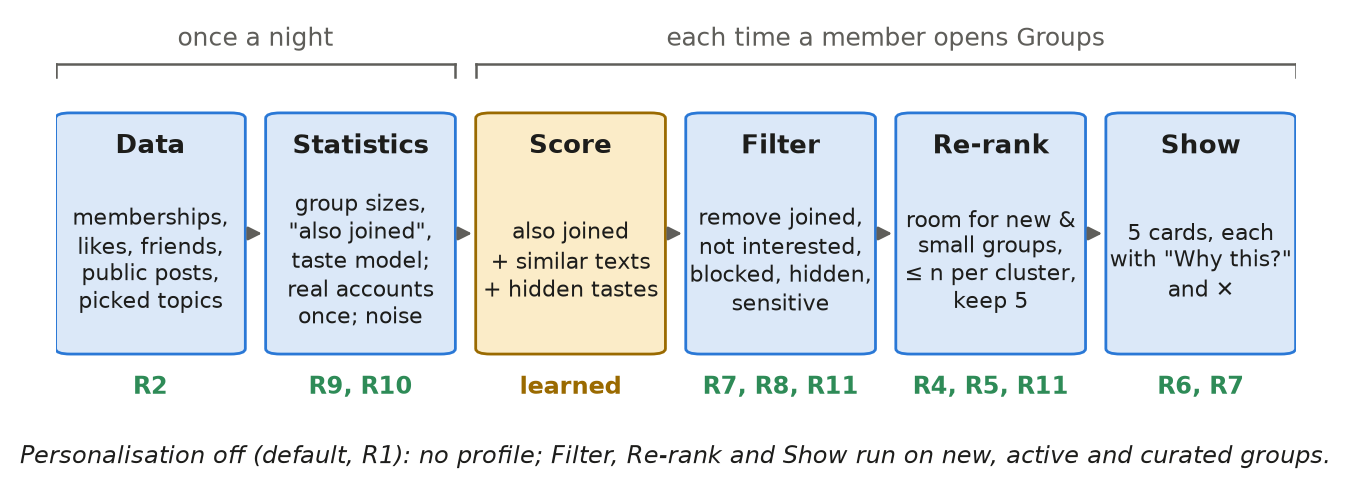 once a night
each time a member opens Groups
Data
memberships,
likes, friends,
public posts,
picked topics
R2
Statistics
group sizes,
"also joined",
taste model;
real accounts
once; noise
R9, R10
Score
also joined
+ similar texts
+ hidden tastes
learned
Filter
remove joined,
not interested,
blocked, hidden,
sensitive
R7, R8, R11
Re-rank
room for new &
small groups,
≤ n per cluster,
keep 5
R4, R5, R11
Show
5 cards, each
with "Why this?"
and ✕
R6, R7
Personalisation off (default, R1): no profile; Filter, Re-rank and Show run on new, active and curated groups.